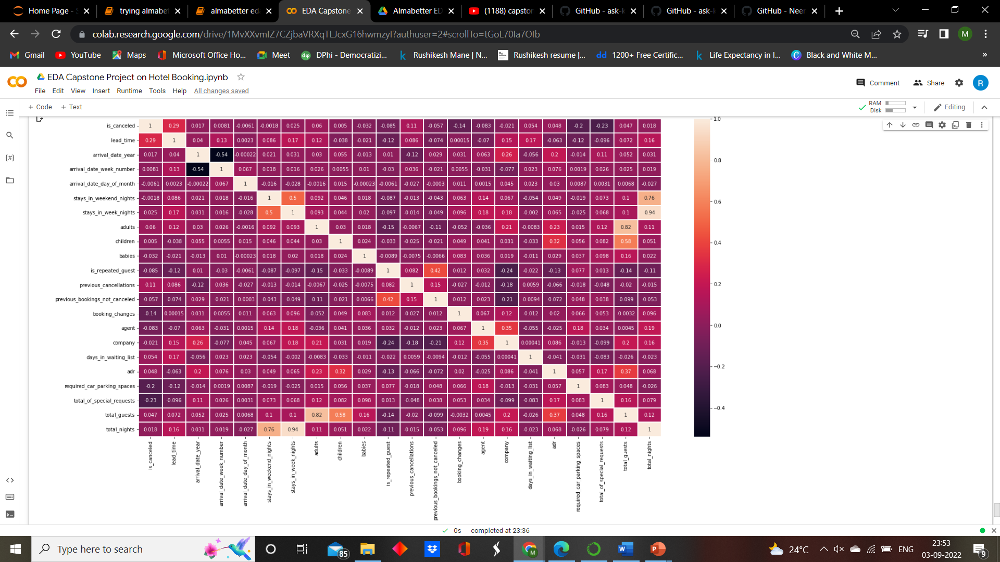 Home Page - S
trying almabet
almabetter eda
EDA Capstone
Almabetter ED
(1188) capstor
GitHub - ask-k
GitHub - ask-k
GitHub - Neer
colab.research.google.com/drive/1MvXXvmIZ7CZjbaVRXqTLJcxG16hwmzyI?authuser=2#scrollTo=tGoL70Ia7OIb
M
Gmail YouTube Maps Microsoft Office Ho... Meet DPhi - Democratizi... Rushikesh Mane | N... Rushikesh resume |... 1200+ Free Certific... Life Expectancy in I... Black and White M... »
EDA Capstone Project on Hotel Booking.ipynb
Comment Share R
File Edit View Insert Runtime Tools Help All changes saved
+ Code + Text
RAM
Disk
Editing
is_canceled 1 0.29 0.017 0.0081 -0.0061 -0.0018 0.025 0.06 0.005 -0.032 -0.085 0.11 -0.057 -0.14 -0.083 -0.021 0.054 0.048 -0.2 -0.23 0.047 0.018
lead_time 0.29 1 0.04 0.13 0.0023 0.086 0.17 0.12 -0.038 -0.021 -0.12 0.086 -0.074 0.00015 -0.07 0.15 0.17 -0.063 -0.12 -0.096 0.072 0.16
arrival_date_year 0.017 0.04 1 -0.54 -0.00022 0.021 0.031 0.03 0.055 -0.013 0.01 -0.12 0.029 0.031 0.063 0.26 -0.056 0.2 -0.014 0.11 0.052 0.031
arrival_date_week_number 0.0081 0.13 -0.54 1 0.067 0.018 0.016 0.026 0.0055 0.01 -0.03 0.036 -0.021 0.0055 -0.031 -0.077 0.023 0.076 0.0019 0.026 0.025 0.019
arrival_date_day_of_month -0.0061 0.0023 -0.00022 0.067 1 -0.016 -0.028 -0.0016 0.015 -0.00023 -0.0061 -0.027 -0.0003 0.011 0.0015 0.045 0.023 0.03 0.0087 0.0031 0.0068 -0.027
stays_in_weekend_nights -0.0018 0.086 0.021 0.018 -0.016 1 0.5 0.092 0.046 0.018 -0.087 -0.013 -0.043 0.063 0.14 0.067 -0.054 0.049 -0.019 0.073 0.1 0.76
stays_in_week_nights 0.025 0.17 0.031 0.016 -0.028 0.5 1 0.093 0.044 0.02 -0.097 -0.014 -0.049 0.096 0.18 0.18 -0.002 0.065 -0.025 0.068 0.1 0.94
adults 0.06 0.12 0.03 0.026 -0.0016 0.092 0.093 1 0.03 0.018 -0.15 -0.0067 -0.11 -0.052 -0.036 0.21 -0.0083 0.23 0.015 0.12 0.82 0.11
children 0.005 -0.038 0.055 0.0055 0.015 0.046 0.044 0.03 1 0.024 -0.033 -0.025 -0.021 0.049 0.041 0.031 -0.033 0.32 0.056 0.082 0.58 0.051
babies -0.032 -0.021 -0.013 0.01 -0.00023 0.018 0.02 0.018 0.024 1 -0.0089 -0.0075 -0.0066 0.083 0.036 0.019 -0.011 0.029 0.037 0.098 0.16 0.022
is_repeated_guest -0.085 -0.12 0.01 -0.03 -0.0061 -0.087 -0.097 -0.15 -0.033 -0.0089 1 0.082 0.42 0.012 0.032 -0.24 -0.022 -0.13 0.077 0.013 -0.14 -0.11
previous_cancellations 0.11 0.086 -0.12 0.036 -0.027 -0.013 -0.014 -0.0067 -0.025 -0.0075 0.082 1 0.15 -0.027 -0.012 -0.18 0.0059 -0.066 -0.018 -0.048 -0.02 -0.015
previous_bookings_not_canceled -0.057 -0.074 0.029 -0.021 -0.0003 -0.043 -0.049 -0.11 -0.021 -0.0066 0.42 0.15 1 0.012 0.023 -0.21 -0.0094 -0.072 0.048 0.038 -0.099 -0.053
booking_changes -0.14 0.00015 0.031 0.0055 0.011 0.063 0.096 -0.052 0.049 0.083 0.012 -0.027 0.012 1 0.067 0.12 -0.012 0.02 0.066 0.053 -0.0032 0.096
agent -0.083 -0.07 0.063 -0.031 0.0015 0.14 0.18 -0.036 0.041 0.036 0.032 -0.012 0.023 0.067 1 0.35 -0.055 -0.025 0.18 0.034 0.0045 0.19
company -0.021 0.15 0.26 -0.077 0.045 0.067 0.18 0.21 0.031 0.019 -0.24 -0.18 -0.21 0.12 0.35 1 0.00041 0.086 -0.013 -0.099 0.2 0.16
days_in_waiting_list 0.054 0.17 -0.056 0.023 0.023 -0.054 -0.002 -0.0083 -0.033 -0.011 -0.022 0.0059 -0.0094 -0.012 -0.055 0.00041 1 -0.041 -0.031 -0.083 -0.026 -0.023
adr 0.048 -0.063 0.2 0.076 0.03 0.049 0.065 0.23 0.32 0.029 -0.13 -0.066 -0.072 0.02 -0.025 0.086 -0.041 1 0.057 0.17 0.37 0.068
required_car_parking_spaces -0.2 -0.12 -0.014 0.0019 0.0087 -0.019 -0.025 0.015 0.056 0.037 0.077 -0.018 0.048 0.066 0.18 -0.013 -0.031 0.057 1 0.083 0.048 -0.026
total_of_special_requests -0.23 -0.096 0.11 0.026 0.0031 0.073 0.068 0.12 0.082 0.098 0.013 -0.048 0.038 0.053 0.034 -0.099 -0.083 0.17 0.083 1 0.16 0.079
total_guests 0.047 0.072 0.052 0.025 0.0068 0.1 0.1 0.82 0.58 0.16 -0.14 -0.02 -0.099 -0.0032 0.0045 0.2 -0.026 0.37 0.048 0.16 1 0.12
total_nights 0.018 0.16 0.031 0.019 -0.027 0.76 0.94 0.11 0.051 0.022 -0.11 -0.015 -0.053 0.096 0.19 0.16 -0.023 0.068 -0.026 0.079 0.12 1
is_canceled
lead_time
arrival_date_year
arrival_date_week_number
arrival_date_day_of_month
stays_in_weekend_nights
stays_in_week_nights
adults
children
babies
is_repeated_guest
previous_cancellations
previous_bookings_not_canceled
booking_changes
agent
company
days_in_waiting_list
adr
required_car_parking_spaces
total_of_special_requests
total_guests
total_nights
1.0
0.8
0.6
0.4
0.2
0.0
-0.2
-0.4
0s completed at 23:36
Type here to search
85
M
24°C
ENG
23:53
03-09-2022
9